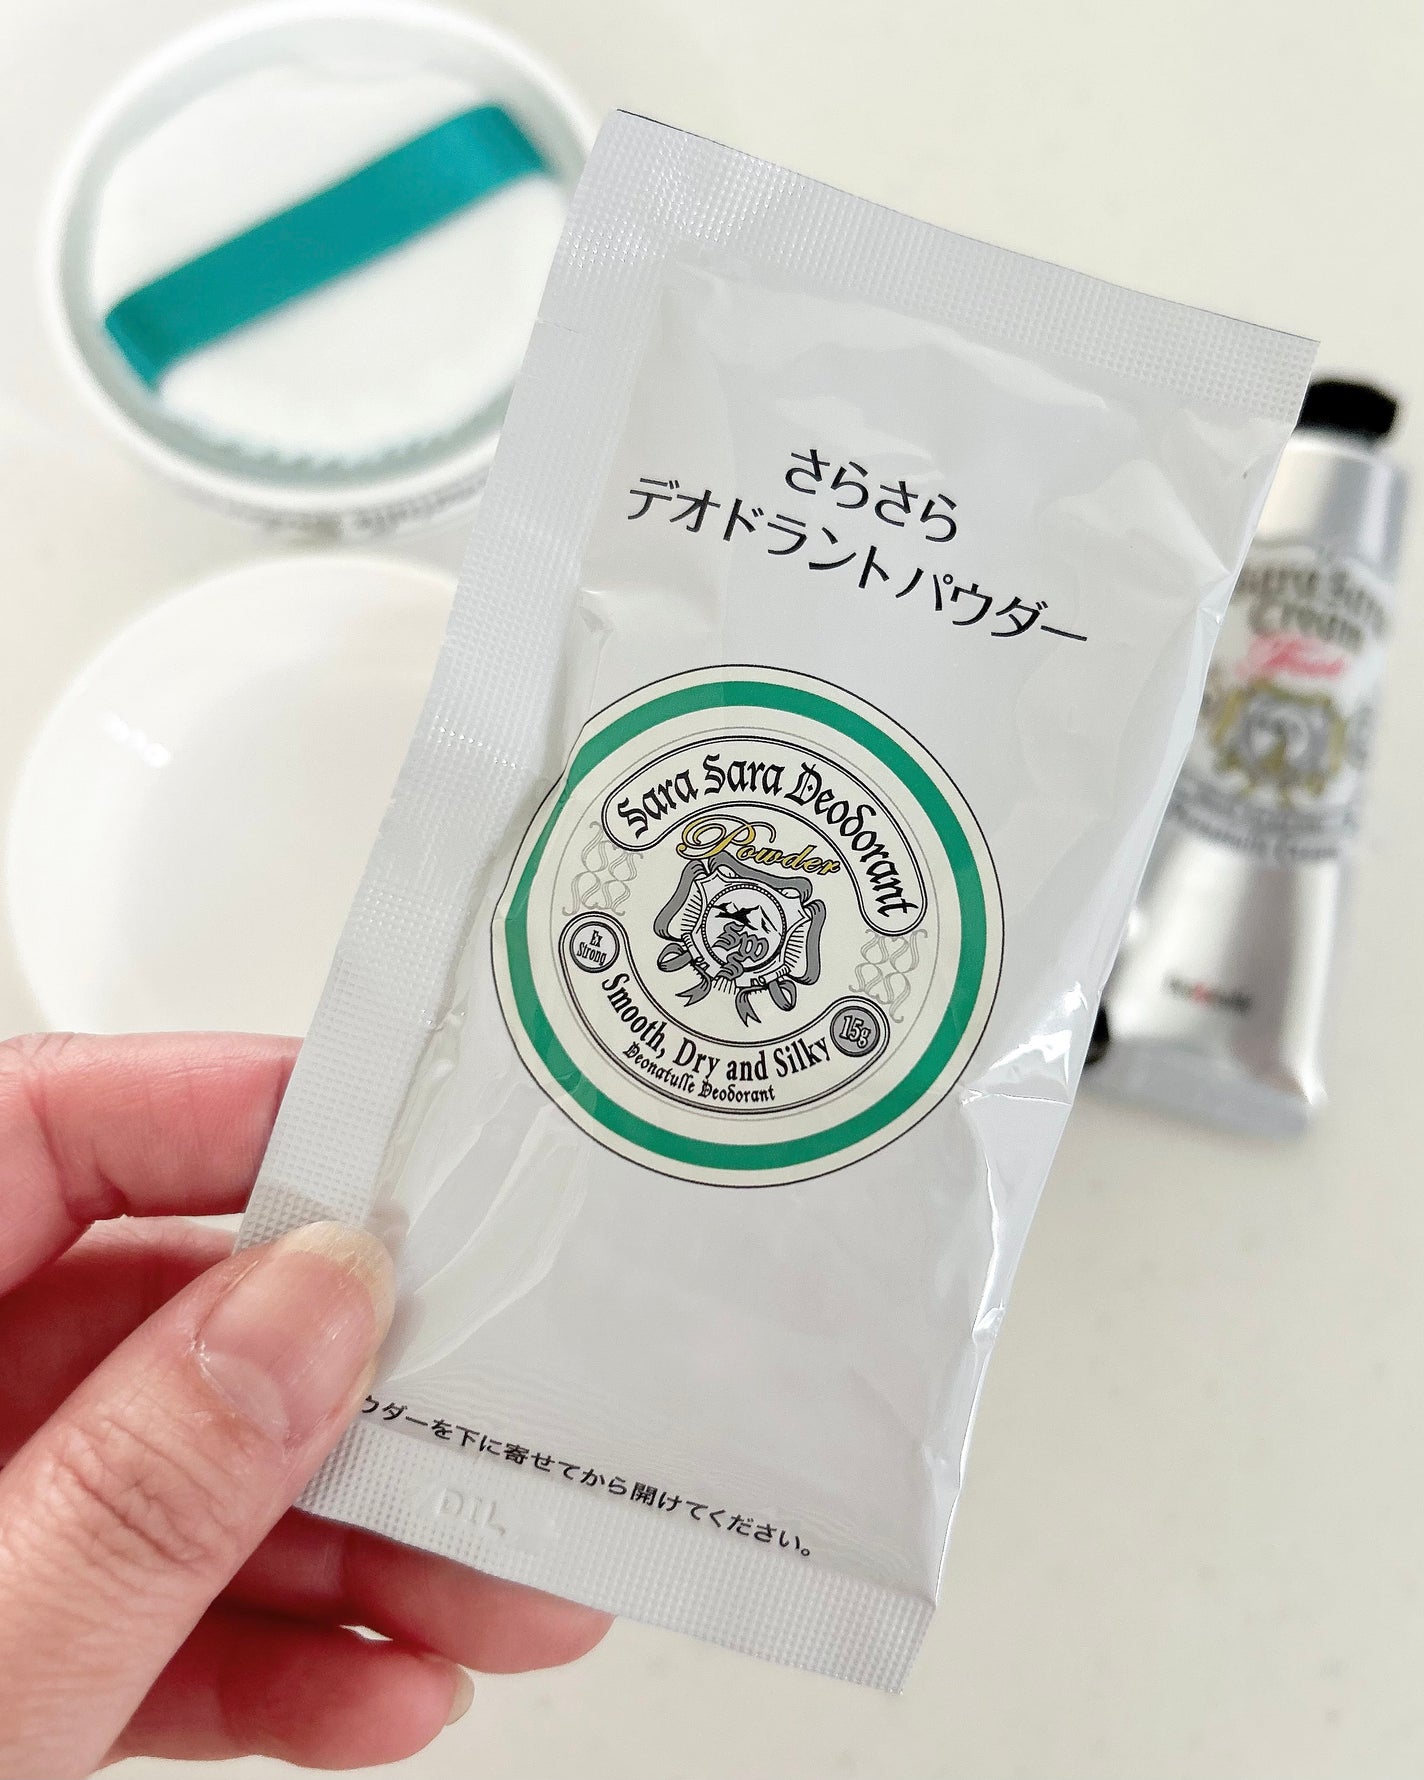 さらさら
デオドラントパウダー
Sara Sara Deodorant
Powder
Ex
Strong
15g
Smooth, Dry and Silky
Deonatulle Deodorant
ウダーを下に寄せてから開けてください。
DIL
Cream